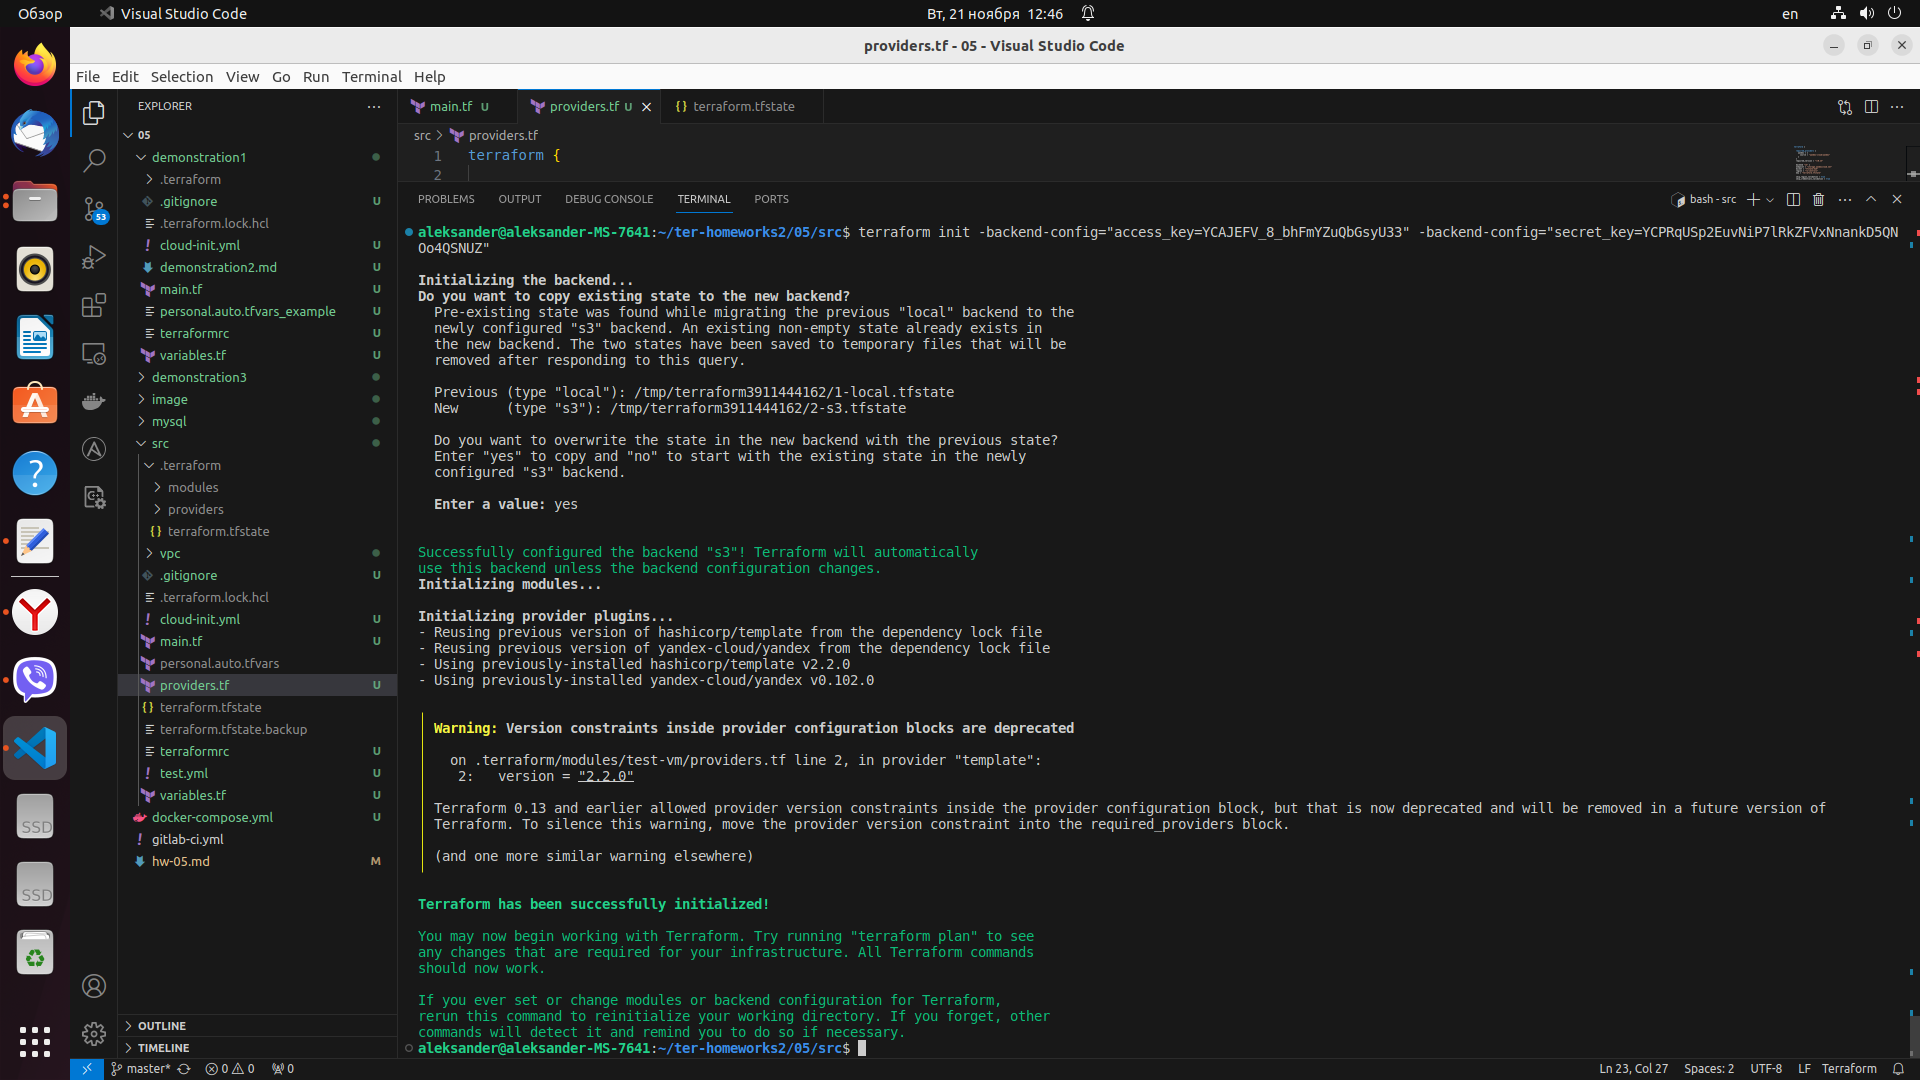 Обзор
Visual Studio Code
Вт, 21 ноября 12:46
en
providers.tf - 05 - Visual Studio Code
File Edit Selection View Go Run Terminal Help
EXPLORER
main.tf U
providers.tf U
{} terraform.tfstate
05
src > providers.tf
demonstration1
1 terraform {
2
.terraform
.gitignore U
.terraform.lock.hcl
cloud-init.yml U
demonstration2.md U
main.tf U
personal.auto.tfvars_example U
terraformrc U
variables.tf U
demonstration3
image
mysql
src
.terraform
modules
providers
{} terraform.tfstate
vpc
.gitignore U
.terraform.lock.hcl
! cloud-init.yml U
main.tf U
personal.auto.tfvars
providers.tf U
{} terraform.tfstate
terraform.tfstate.backup
terraformrc U
! test.yml U
variables.tf U
docker-compose.yml U
! gitlab-ci.yml
hw-05.md M
OUTLINE
TIMELINE
53
SSD
SSD
PROBLEMS OUTPUT DEBUG CONSOLE TERMINAL PORTS
bash - src
aleksander@aleksander-MS-7641:~/ter-homeworks2/05/src$ terraform init -backend-config="access_key=YCAJEFV_8_bhFmYZuQbGsyU33" -backend-config="secret_key=YCPRqUSp2EuvNiP7lRkZFVxNnankD5QN
Oo4QSNUZ"
Initializing the backend...
Do you want to copy existing state to the new backend?
Pre-existing state was found while migrating the previous "local" backend to the
newly configured "s3" backend. An existing non-empty state already exists in
the new backend. The two states have been saved to temporary files that will be
removed after responding to this query.
Previous (type "local"): /tmp/terraform3911444162/1-local.tfstate
New (type "s3"): /tmp/terraform3911444162/2-s3.tfstate
Do you want to overwrite the state in the new backend with the previous state?
Enter "yes" to copy and "no" to start with the existing state in the newly
configured "s3" backend.
Enter a value: yes
Successfully configured the backend "s3"! Terraform will automatically
use this backend unless the backend configuration changes.
Initializing modules...
Initializing provider plugins...
- Reusing previous version of hashicorp/template from the dependency lock file
- Reusing previous version of yandex-cloud/yandex from the dependency lock file
- Using previously-installed hashicorp/template v2.2.0
- Using previously-installed yandex-cloud/yandex v0.102.0
Warning: Version constraints inside provider configuration blocks are deprecated
on .terraform/modules/test-vm/providers.tf line 2, in provider "template":
2: version = "2.2.0"
Terraform 0.13 and earlier allowed provider version constraints inside the provider configuration block, but that is now deprecated and will be removed in a future version of
Terraform. To silence this warning, move the provider version constraint into the required_providers block.
(and one more similar warning elsewhere)
Terraform has been successfully initialized!
You may now begin working with Terraform. Try running "terraform plan" to see
any changes that are required for your infrastructure. All Terraform commands
should now work.
If you ever set or change modules or backend configuration for Terraform,
rerun this command to reinitialize your working directory. If you forget, other
commands will detect it and remind you to do so if necessary.
aleksander@aleksander-MS-7641:~/ter-homeworks2/05/src$
master* 0 0 0
Ln 23, Col 27 Spaces: 2 UTF-8 LF Terraform